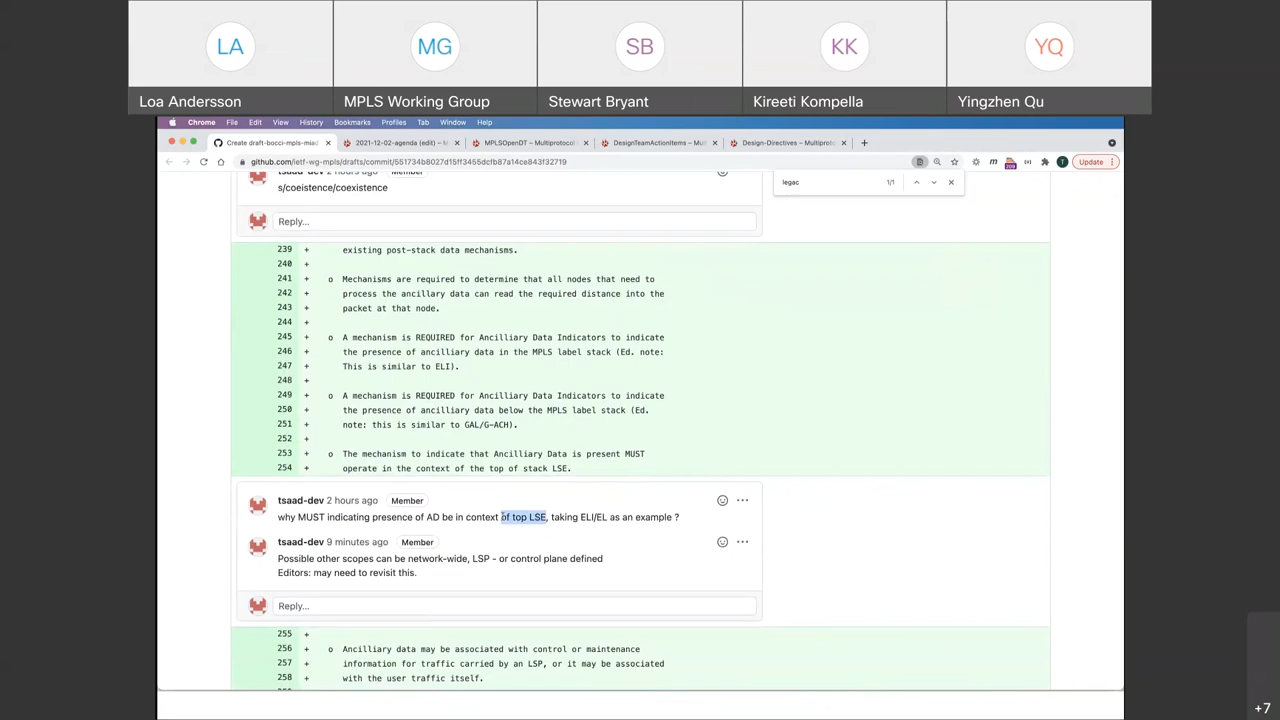 LA
MG
SB
KK
YQ
Loa Andersson
MPLS Working Group
Stewart Bryant
Kireeti Kompella
Yingzhen Qu
Chrome File Edit View History Bookmarks Profiles Tab Window Help
Create draft-bocci-mpls-miad
2021-12-02-agenda (edit) – M
MPLSOpenDT – Multiprotocol
DesignTeamActionItems – Mul
Design-Directives – Multiproto
github.com/ietf-wg-mpls/drafts/commit/551734b8027d15ff3455dcfb87a14ce843f32719
Update
legac 1/1
tsaad-dev 2 hours ago Member
s/coeistence/coexistence
Reply...
239 + existing post-stack data mechanisms.
240 +
241 + o Mechanisms are required to determine that all nodes that need to
242 + process the ancillary data can read the required distance into the
243 + packet at that node.
244 +
245 + o A mechanism is REQUIRED for Ancilliary Data Indicators to indicate
246 + the presence of ancilliary data in the MPLS label stack (Ed. note:
247 + This is similar to ELI).
248 +
249 + o A mechanism is REQUIRED for Ancilliary Data Indicators to indicate
250 + the presence of ancilliary data below the MPLS label stack (Ed.
251 + note: this is similar to GAL/G-ACH).
252 +
253 + o The mechanism to indicate that Ancillary Data is present MUST
254 + operate in the context of the top of stack LSE.
tsaad-dev 2 hours ago Member
why MUST indicating presence of AD be in context of top LSE, taking ELI/EL as an example ?
tsaad-dev 9 minutes ago Member
Possible other scopes can be network-wide, LSP - or control plane defined
Editors: may need to revisit this.
Reply...
255 +
256 + o Ancilliary data may be associated with control or maintenance
257 + information for traffic carried by an LSP, or it may be associated
258 + with the user traffic itself.
+7